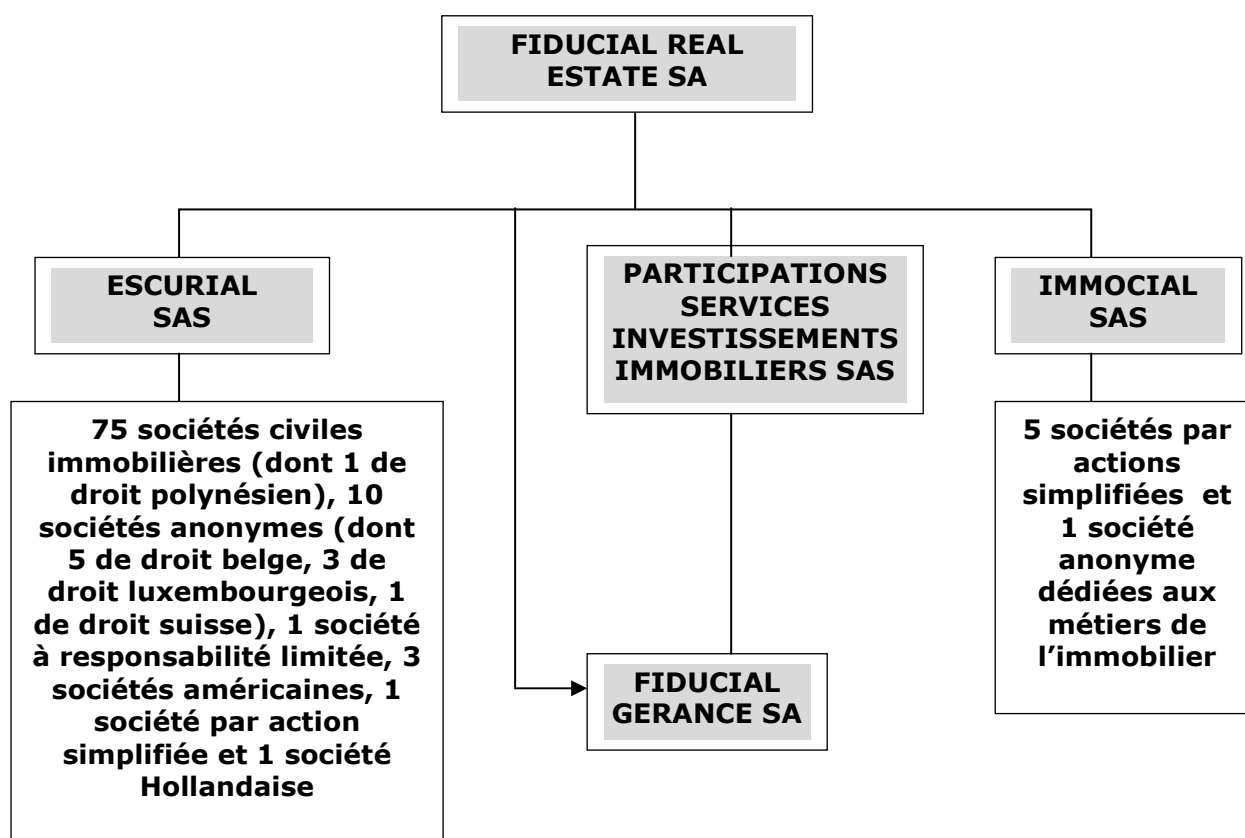 FIDUCIAL REAL
ESTATE SA
ESCURIAL
SAS
PARTICIPATIONS
SERVICES
INVESTISSEMENTS
IMMOBILIERS SAS
IMMOCIAL
SAS
75 sociétés civiles
immobilières (dont 1 de
droit polynésien), 10
sociétés anonymes (dont
5 de droit belge, 3 de
droit luxembourgeois, 1
de droit suisse), 1 société
à responsabilité limitée, 3
sociétés américaines, 1
société par action
simplifiée et 1 société
Hollandaise
5 sociétés par
actions
simplifiées et
1 société
anonyme
dédiées aux
métiers de
l’immobilier
FIDUCIAL
GERANCE SA